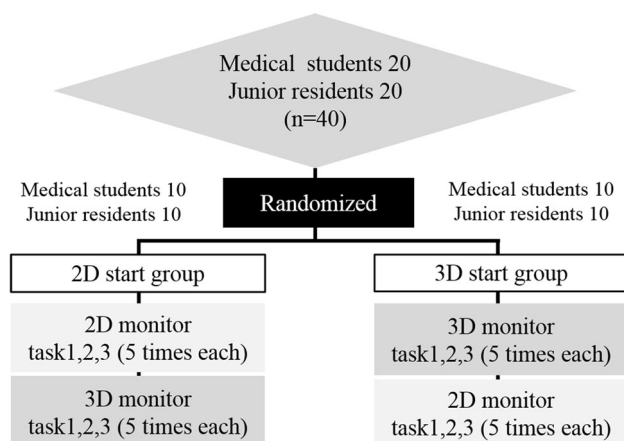 Medical students 20
Junior residents 20
(n=40)
Medical students 10
Junior residents 10
Randomized
Medical students 10
Junior residents 10
2D start group
3D start group
2D monitor
task1,2,3 (5 times each)
3D monitor
task1,2,3 (5 times each)
3D monitor
task1,2,3 (5 times each)
2D monitor
task1,2,3 (5 times each)